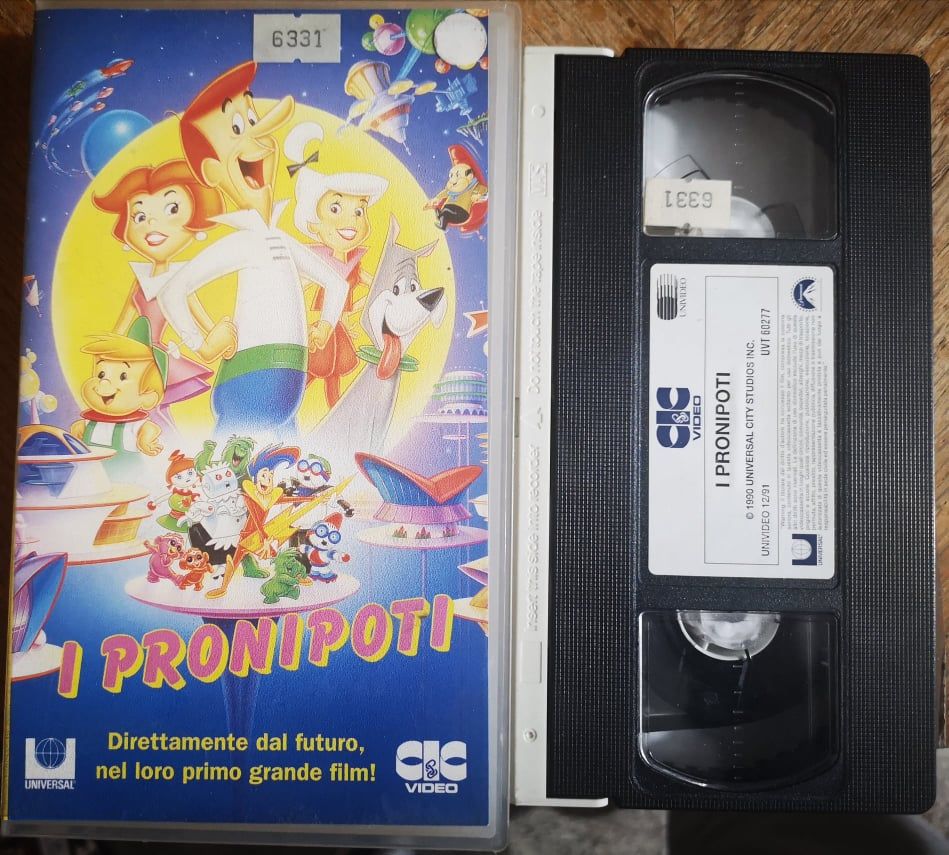 6331
I PRONIPOTI
Direttamente dal futuro,
nel loro primo grande film!
UNIVERSAL
CIC
VIDEO
VHS
Insert this side into recorder
Do not touch the tape inside
6331
UNIVIDEO
CIC
VIDEO
I PRONIPOTI
© 1990 UNIVERSAL CITY STUDIOS INC.
UNIVIDEO 12/91
UVT 60277
UNIVERSAL